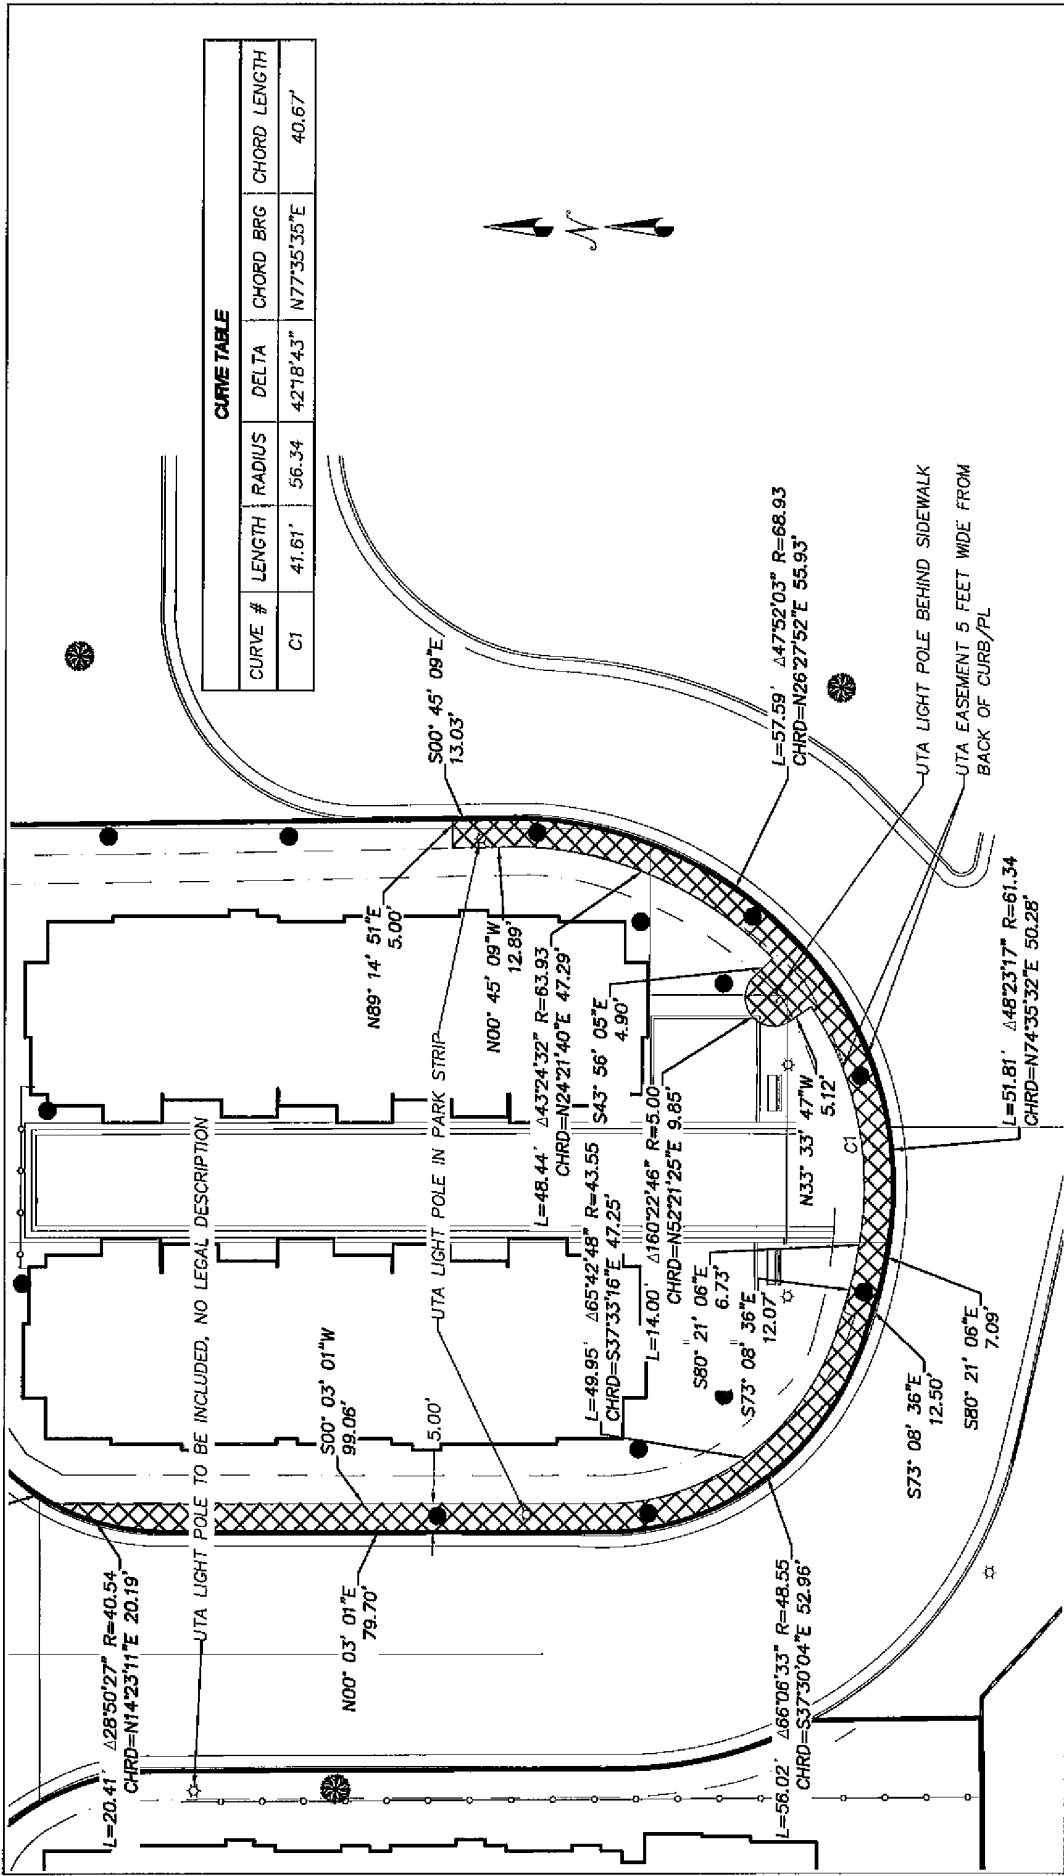 CURVE TABLE
CURVE # LENGTH RADIUS DELTA CHORD BRG CHORD LENGTH
C1 41.61' 56.34 42°18'43" N77°35'35"E 40.67'
N
L=20.41' Δ28°50'27" R=40.54
CHRD=N14°23'11"E 20.19'
UTA LIGHT POLE TO BE INCLUDED, NO LEGAL DESCRIPTION
N00° 03' 01"E
79.70'
S00° 03' 01"W
99.06'
5.00'
UTA LIGHT POLE IN PARK STRIP
N89° 14' 51"E
5.00'
S00° 45' 09"E
13.03'
N00° 45' 09"W
12.89'
L=48.44' Δ43°24'32" R=63.93
CHRD=N24°21'40"E 47.29'
S43° 56' 05"E
4.90'
L=49.95' Δ65°42'48" R=43.55
CHRD=S37°33'16"E 47.25'
L=14.00' Δ160°22'46" R=5.00
CHRD=N52°21'25"E 9.85'
S80° 21' 06"E
6.73'
S73° 08' 36"E
12.07'
N33° 33' 47"W
5.12'
C1
L=57.59' Δ47°52'03" R=68.93
CHRD=N26°27'52"E 55.93'
UTA LIGHT POLE BEHIND SIDEWALK
UTA EASEMENT 5 FEET WIDE FROM
BACK OF CURB/PL
L=56.02' Δ66°06'33" R=48.55
CHRD=S37°30'04"E 52.96'
S73° 08' 36"E
12.50'
S80° 21' 06"E
7.09'
L=51.81' Δ48°23'17" R=61.34
CHRD=N74°35'32"E 50.28'